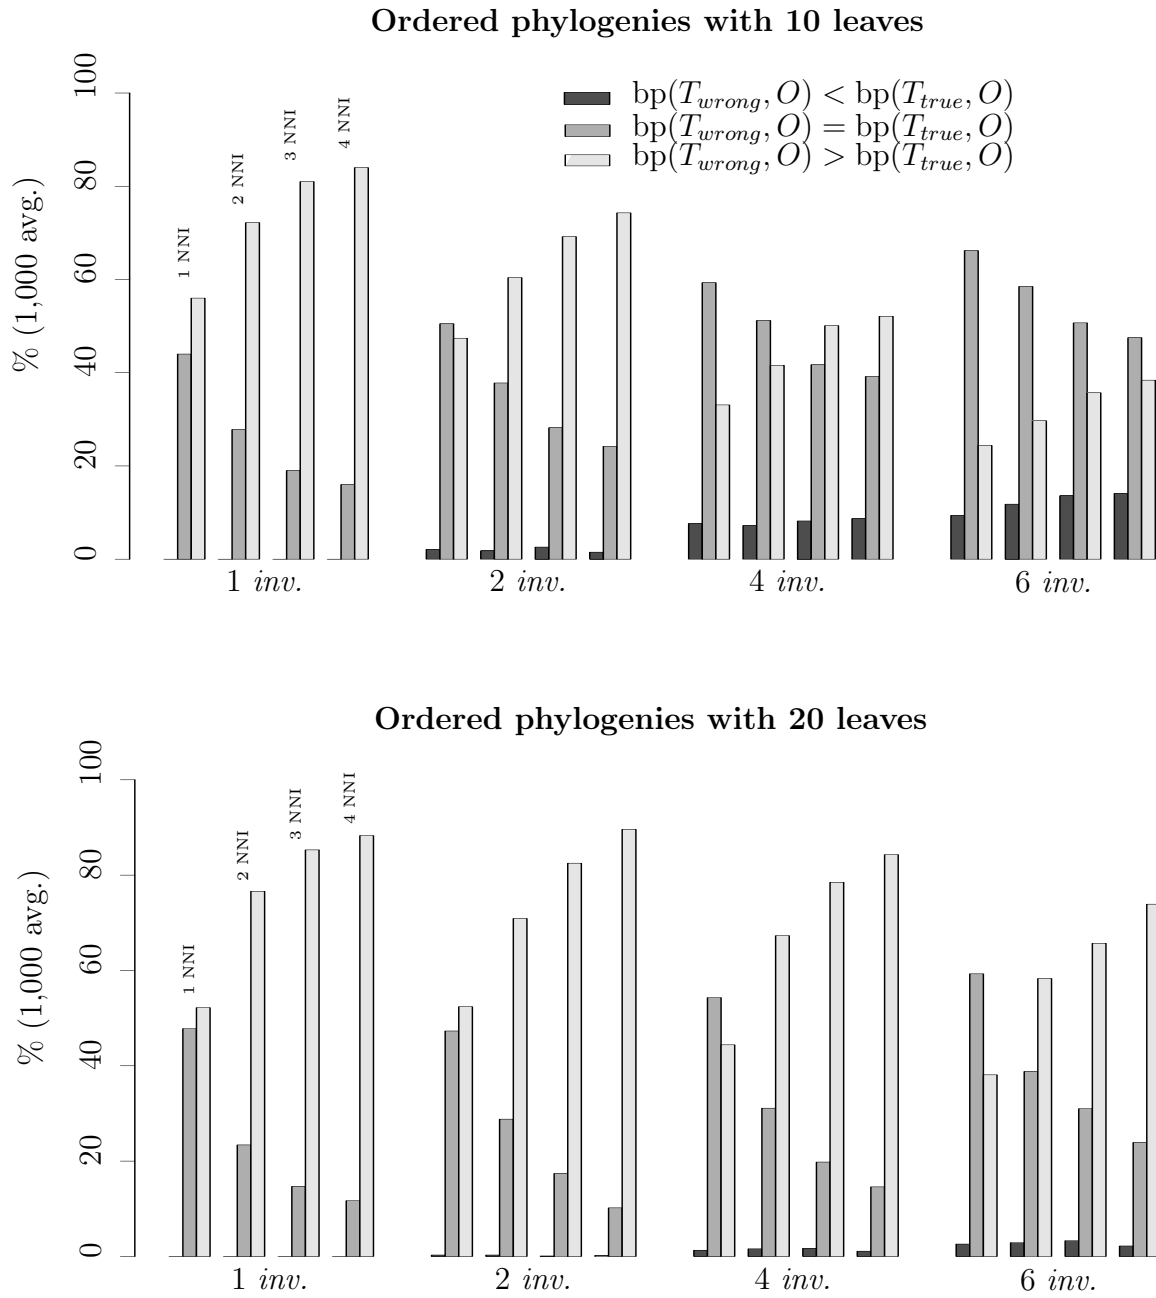 Ordered phylogenies with 10 leaves
bp(T_wrong, O) < bp(T_true, O)
bp(T_wrong, O) = bp(T_true, O)
bp(T_wrong, O) > bp(T_true, O)
% (1,000 avg.)
100
80
60
40
20
0
1 NNI
2 NNI
3 NNI
4 NNI
1 inv.
2 inv.
4 inv.
6 inv.
Ordered phylogenies with 20 leaves
% (1,000 avg.)
100
80
60
40
20
0
1 NNI
2 NNI
3 NNI
4 NNI
1 inv.
2 inv.
4 inv.
6 inv.